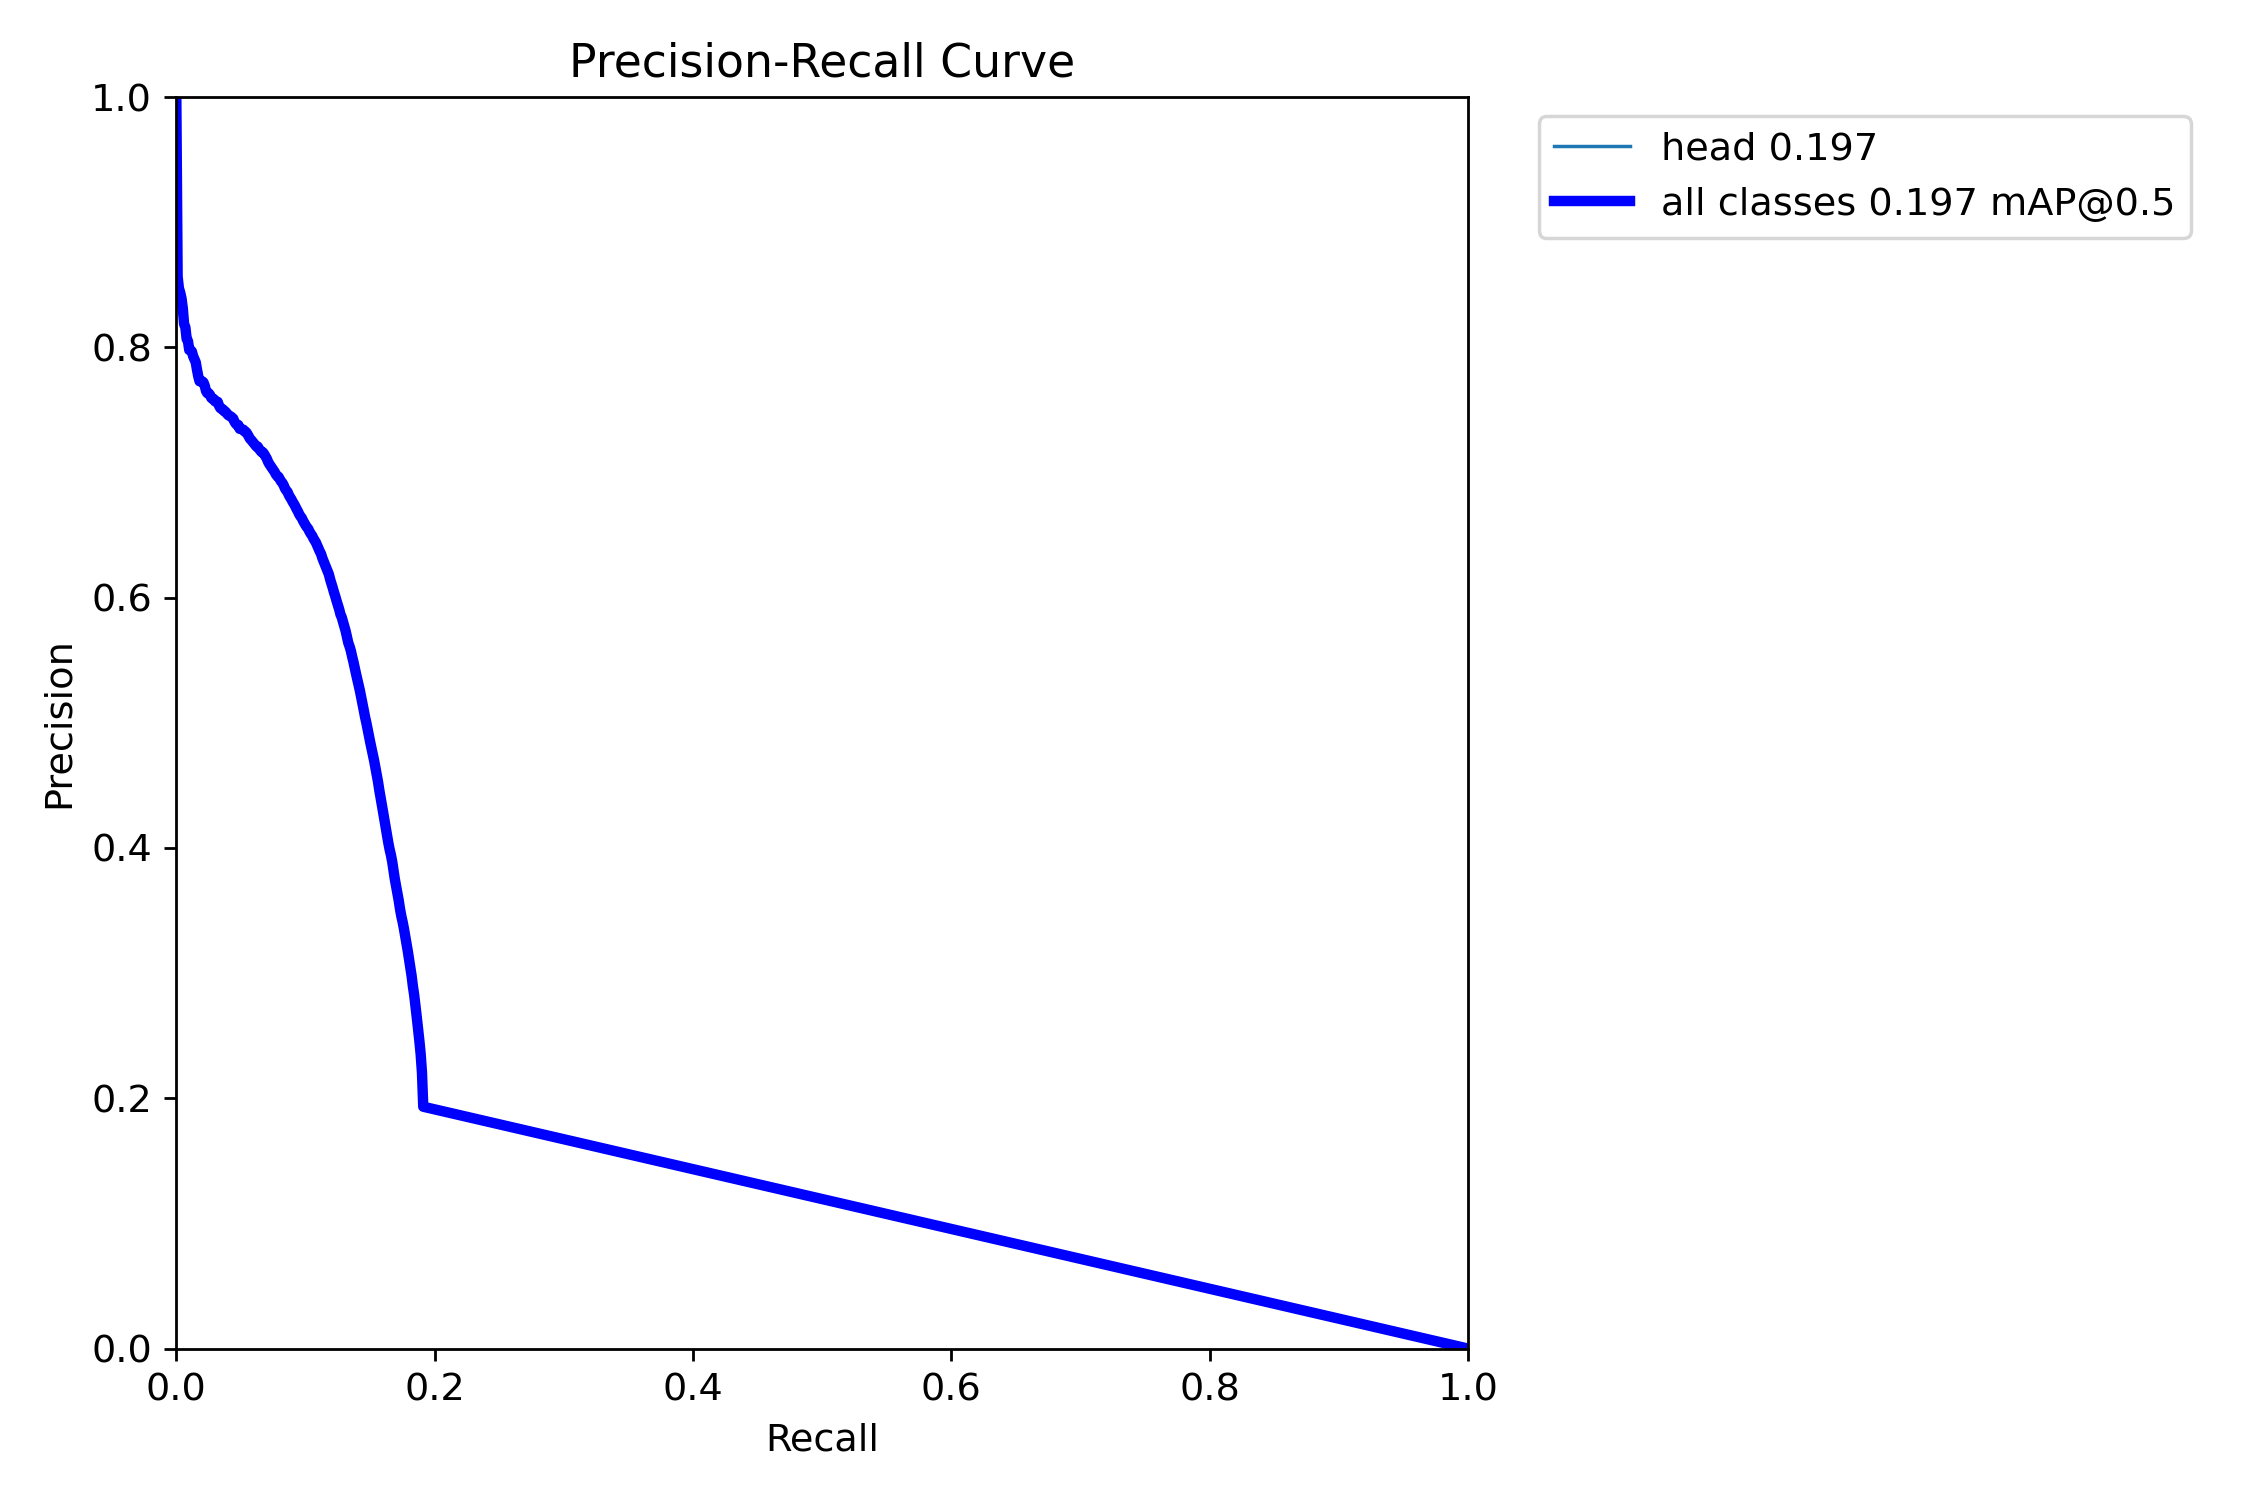 Precision-Recall Curve
head 0.197
all classes 0.197 mAP@0.5
Precision
1.0
0.8
0.6
0.4
0.2
0.0
0.0 0.2 0.4 0.6 0.8 1.0
Recall